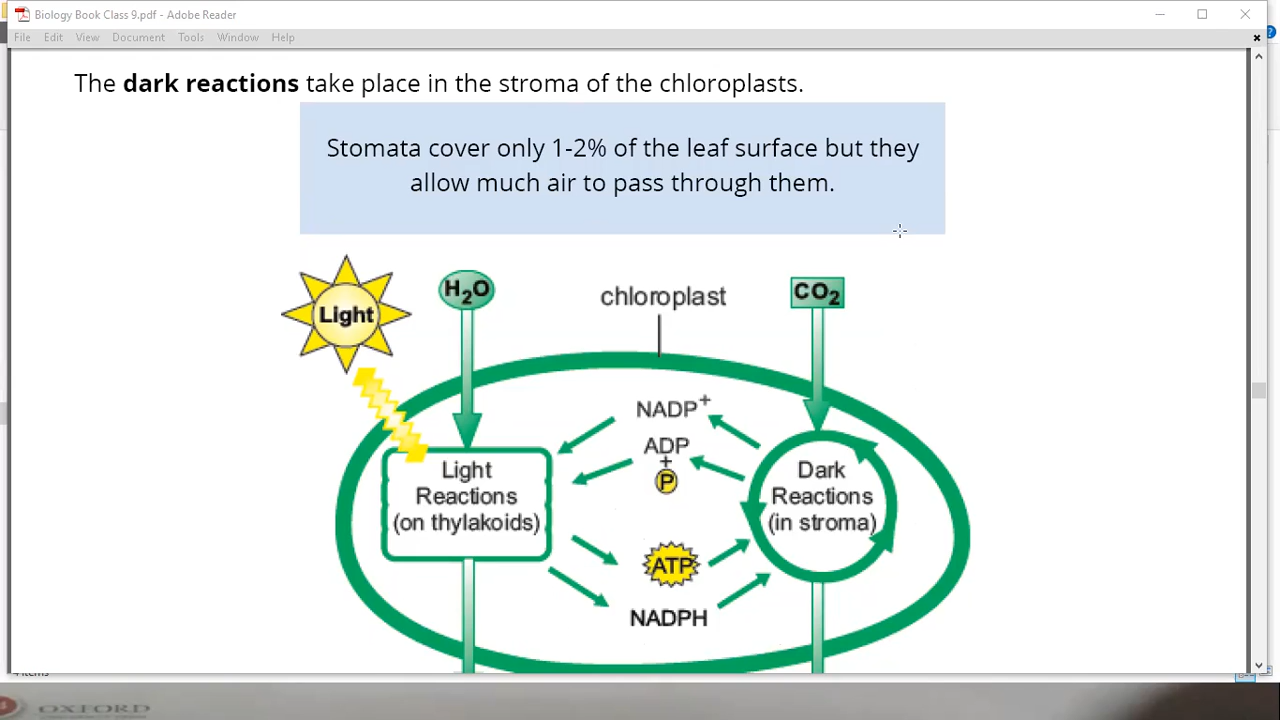 Biology Book Class 9.pdf - Adobe Reader
File Edit View Document Tools Window Help
The dark reactions take place in the stroma of the chloroplasts.
Stomata cover only 1-2% of the leaf surface but they
allow much air to pass through them.
Light
H₂O
chloroplast
CO₂
NADP⁺
ADP
+
P
Light
Reactions
(on thylakoids)
Dark
Reactions
(in stroma)
ATP
NADPH
OXFORD